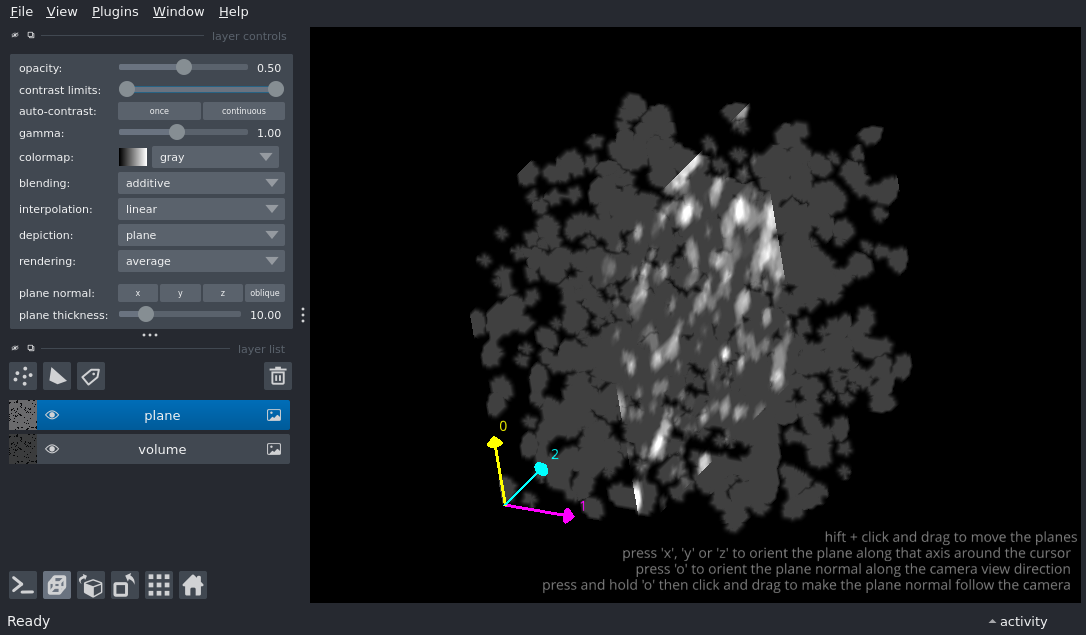 File View Plugins Window Help
layer controls
opacity: 0.50
contrast limits:
auto-contrast: once continuous
gamma: 1.00
colormap: gray
blending: additive
interpolation: linear
depiction: plane
rendering: average
plane normal: x y z oblique
plane thickness: 10.00
layer list
plane
volume
0
2
1
hift + click and drag to move the planes
press 'x', 'y' or 'z' to orient the plane along that axis around the cursor
press 'o' to orient the plane normal along the camera view direction
press and hold 'o' then click and drag to make the plane normal follow the camera
Ready
activity